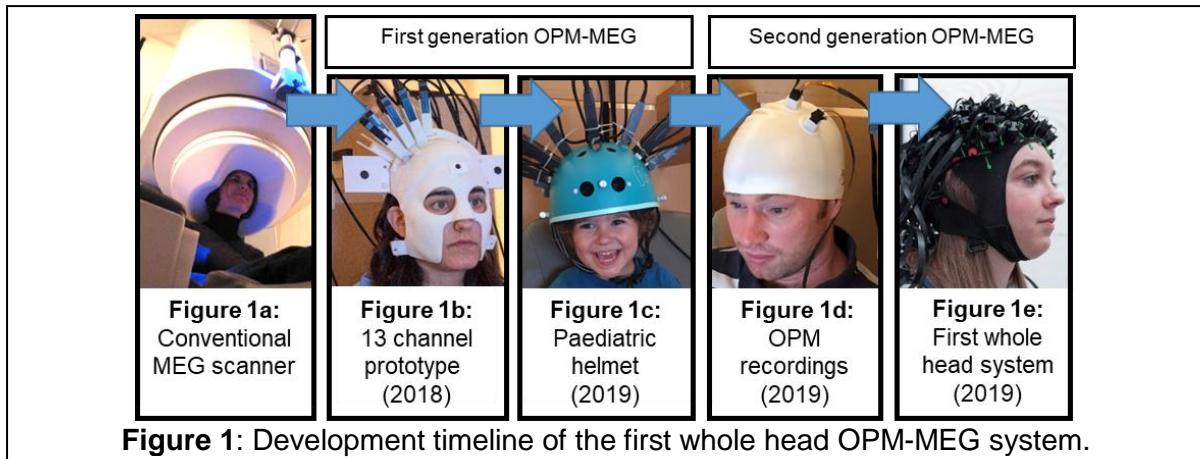 First generation OPM-MEG
Second generation OPM-MEG
Figure 1a:
Conventional
MEG scanner
Figure 1b:
13 channel
prototype
(2018)
Figure 1c:
Paediatric
helmet
(2019)
Figure 1d:
OPM
recordings
(2019)
Figure 1e:
First whole
head system
(2019)
Figure 1: Development timeline of the first whole head OPM-MEG system.